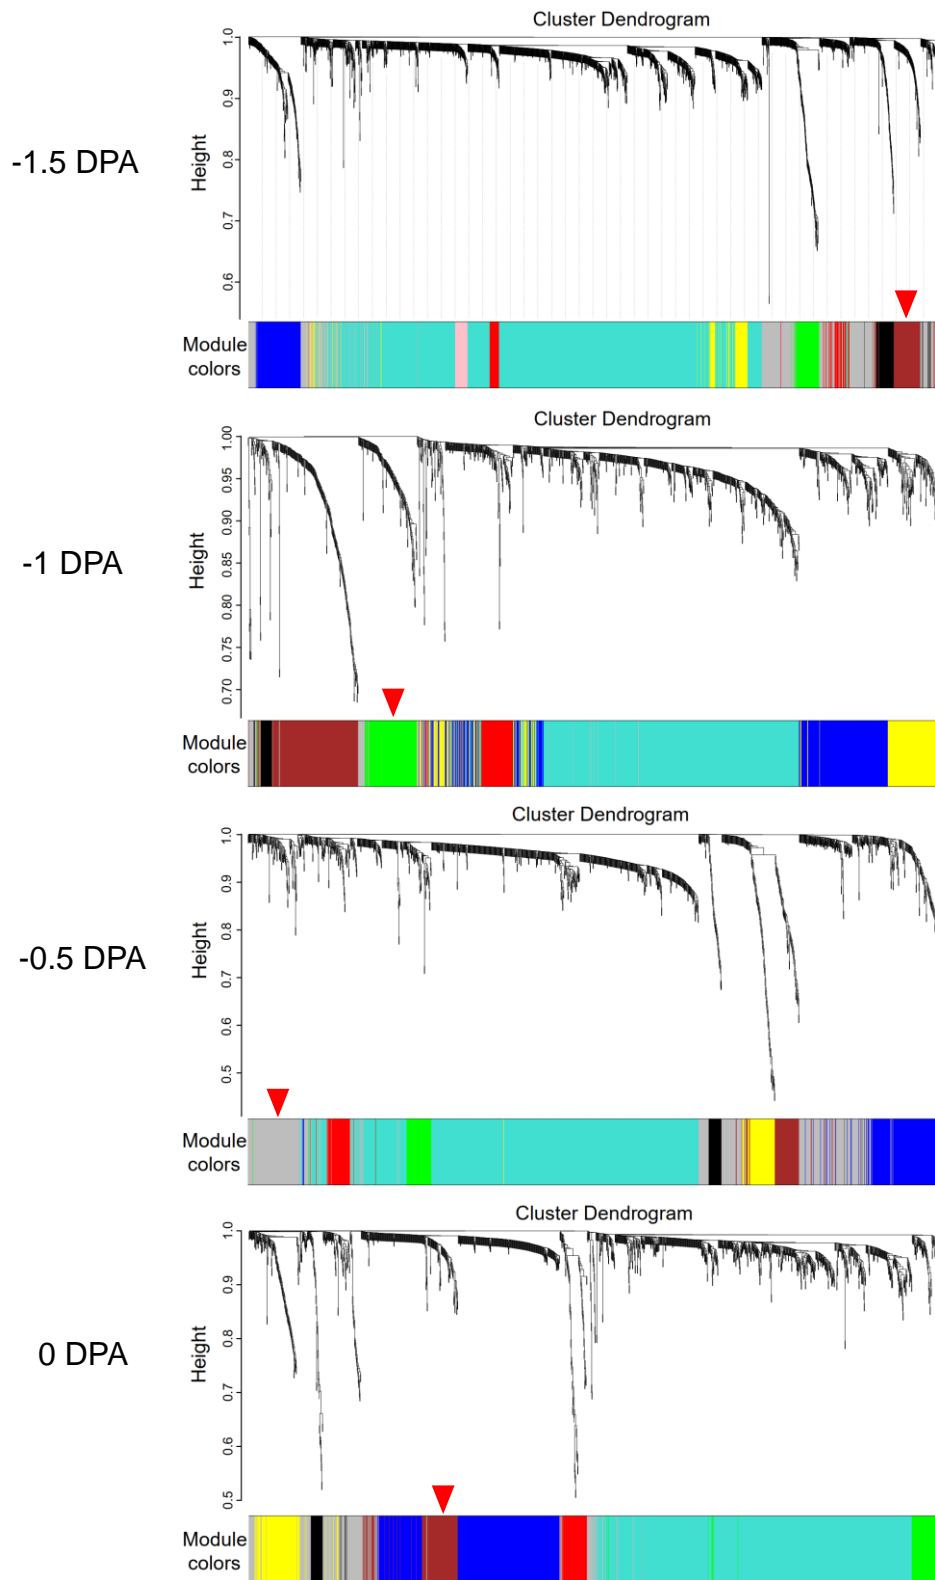 Cluster Dendrogram
-1.5 DPA
Height
1.0
0.9
0.8
0.7
0.6
Module
colors
Cluster Dendrogram
-1 DPA
Height
1.00
0.95
0.90
0.85
0.80
0.75
0.70
Module
colors
Cluster Dendrogram
-0.5 DPA
Height
1.0
0.9
0.8
0.7
0.6
0.5
Module
colors
Cluster Dendrogram
0 DPA
Height
1.0
0.9
0.8
0.7
0.6
0.5
Module
colors